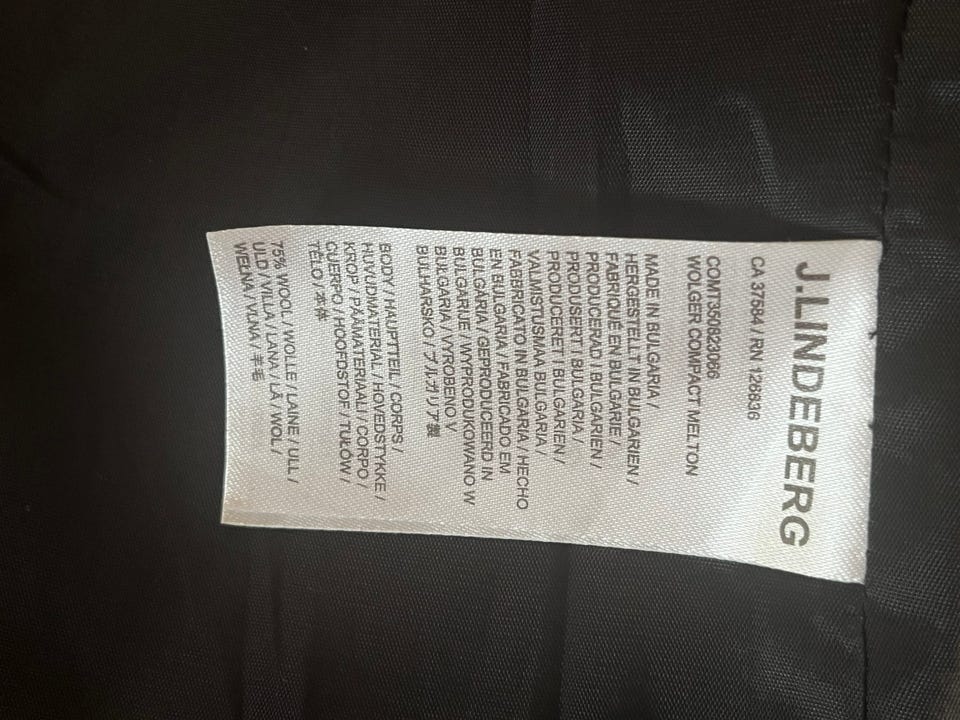 J.LINDEBERG
CA 37584 / RN 126836
COMT350823066
WOLGER COMPACT MELTON
MADE IN BULGARIA /
HERGESTELLT IN BULGARIEN /
FABRIQUÉ EN BULGARIE /
PRODUCERAD I BULGARIEN /
PRODUSERT I BULGARIA /
PRODUCERET I BULGARIEN /
VALMISTUSMAA BULGARIA /
FABBRICATO IN BULGARIA / HECHO
EN BULGARIA / FABRICADO EM
BULGÁRIA / GEPRODUCEERD IN
BULGARIJE / WYPRODUKOWANO W
BUŁGARIA / VYROBENO V
BULHARSKO / ブルガリア製
BODY / HAUPTTEIL / CORPS /
HUVUDMATERIAL / HOVEDSTYKKE /
KROP / PÄÄMATERIAALI / CORPO /
CUERPO / HOOFDSTOF / TUŁÓW /
TĚLO / 本体
75% WOOL / WOLLE / LAINE / ULL /
ULD / VILLA / LANA / LÃ / WOL /
WEŁNA / VLNA / 羊毛